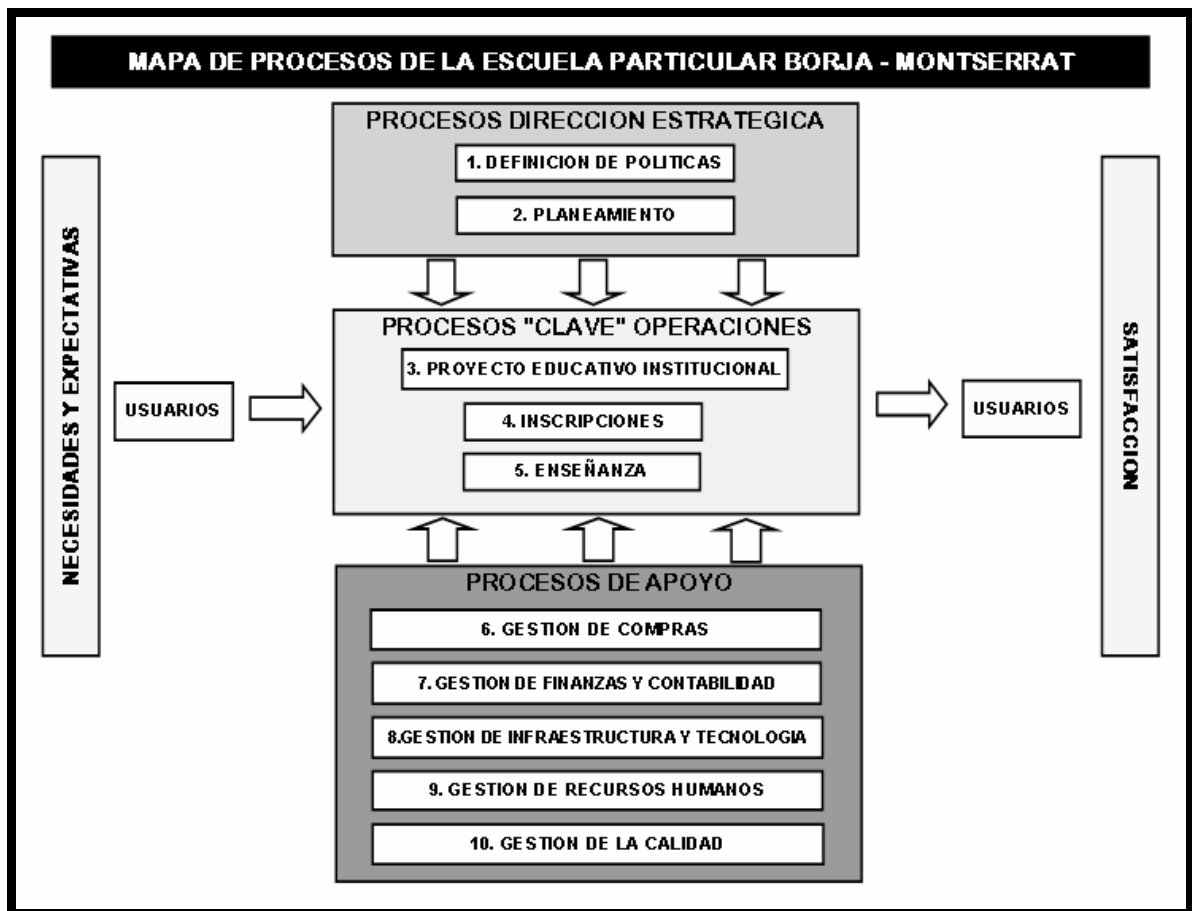 MAPA DE PROCESOS DE LA ESCUELA PARTICULAR BORJA - MONTSERRAT
PROCESOS DIRECCION ESTRATEGICA
1. DEFINICION DE POLITICAS
2. PLANEAMIENTO
NECESIDADES Y EXPECTATIVAS
USUARIOS
PROCESOS "CLAVE" OPERACIONES
3. PROYECTO EDUCATIVO INSTITUCIONAL
4. INSCRIPCIONES
5. ENSEÑANZA
USUARIOS
SATISFACCION
PROCESOS DE APOYO
6. GESTION DE COMPRAS
7. GESTION DE FINANZAS Y CONTABILIDAD
8.GESTION DE INFRAESTRUCTURA Y TECNOLOGIA
9. GESTION DE RECURSOS HUMANOS
10. GESTION DE LA CALIDAD